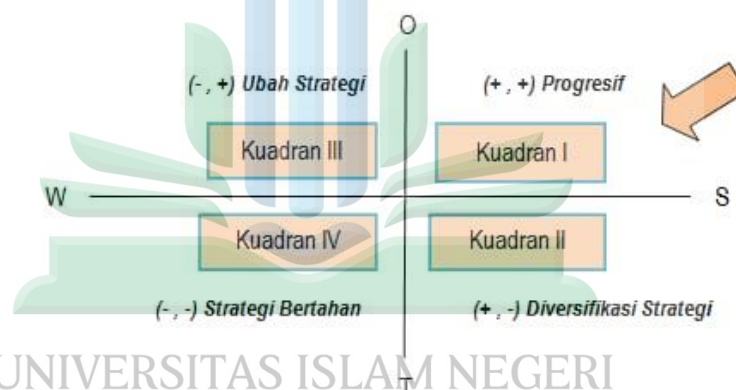 O
(- , +) Ubah Strategi (+ , +) Progresif
Kuadran III Kuadran I
W S
Kuadran IV Kuadran II
(- , -) Strategi Bertahan (+ , -) Diversifikasi Strategi
UNIVERSITAS ISLAM NEGERI
T